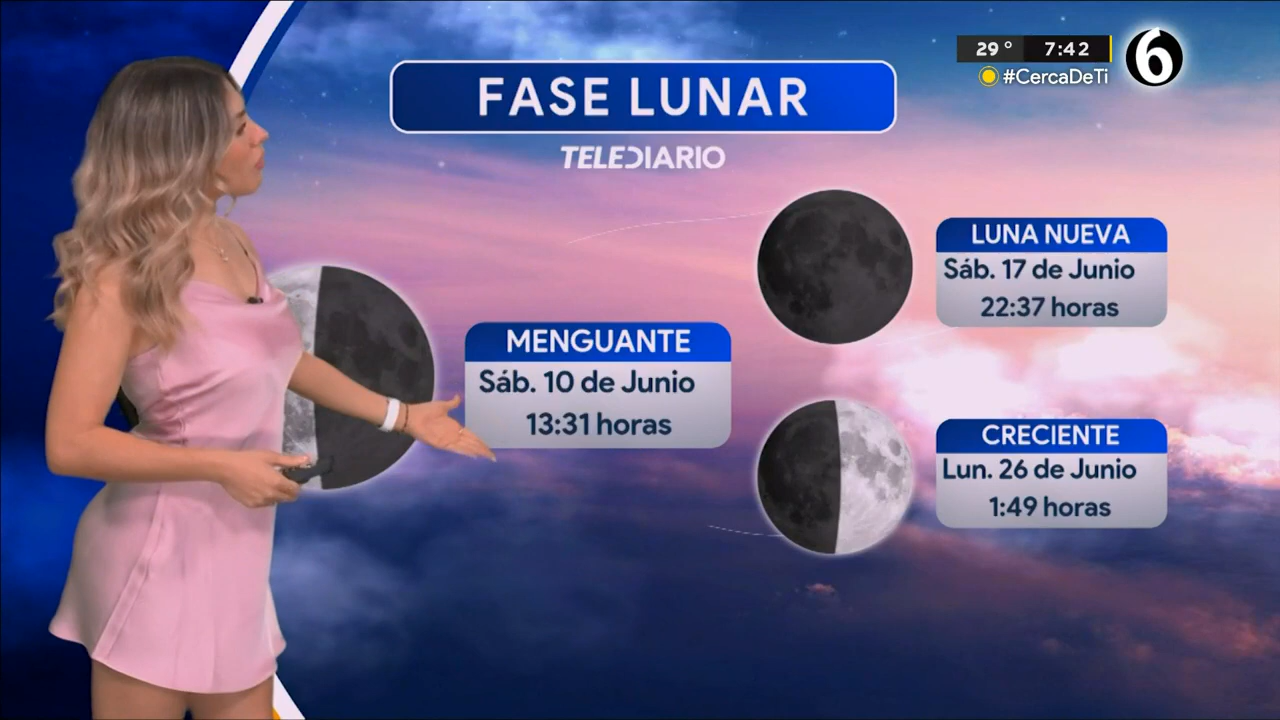 29° 7:42
#CercaDeTi
6
FASE LUNAR
TELEDIARIO
MENGUANTE
Sáb. 10 de Junio
13:31 horas
LUNA NUEVA
Sáb. 17 de Junio
22:37 horas
CRECIENTE
Lun. 26 de Junio
1:49 horas